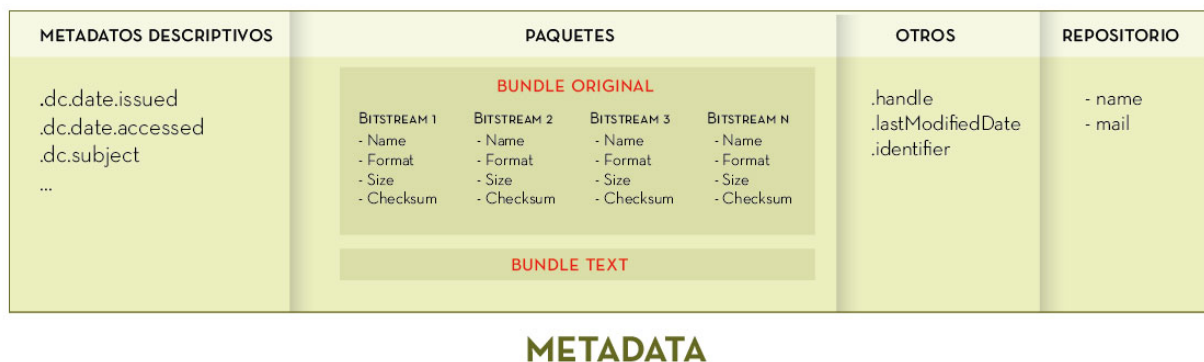 METADATOS DESCRIPTIVOS
.dc.date.issued
.dc.date.accessed
.dc.subject
...
PAQUETES
BUNDLE ORIGINAL
BITSTREAM 1
- Name
- Format
- Size
- Checksum
BITSTREAM 2
- Name
- Format
- Size
- Checksum
BITSTREAM 3
- Name
- Format
- Size
- Checksum
BITSTREAM N
- Name
- Format
- Size
- Checksum
BUNDLE TEXT
OTROS
.handle
.lastModifiedDate
.identifier
REPOSITORIO
- name
- mail
METADATA